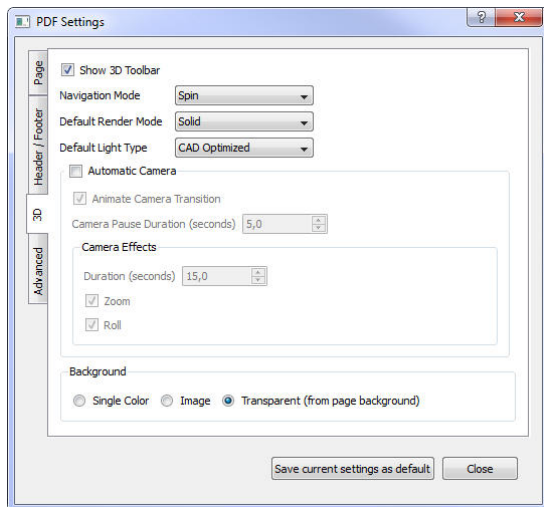 PDF Settings
Page
Header / Footer
3D
Advanced
Show 3D Toolbar
Navigation Mode Spin
Default Render Mode Solid
Default Light Type CAD Optimized
Automatic Camera
Animate Camera Transition
Camera Pause Duration (seconds) 5,0
Camera Effects
Duration (seconds) 15,0
Zoom
Roll
Background
Single Color Image Transparent (from page background)
Save current settings as default Close